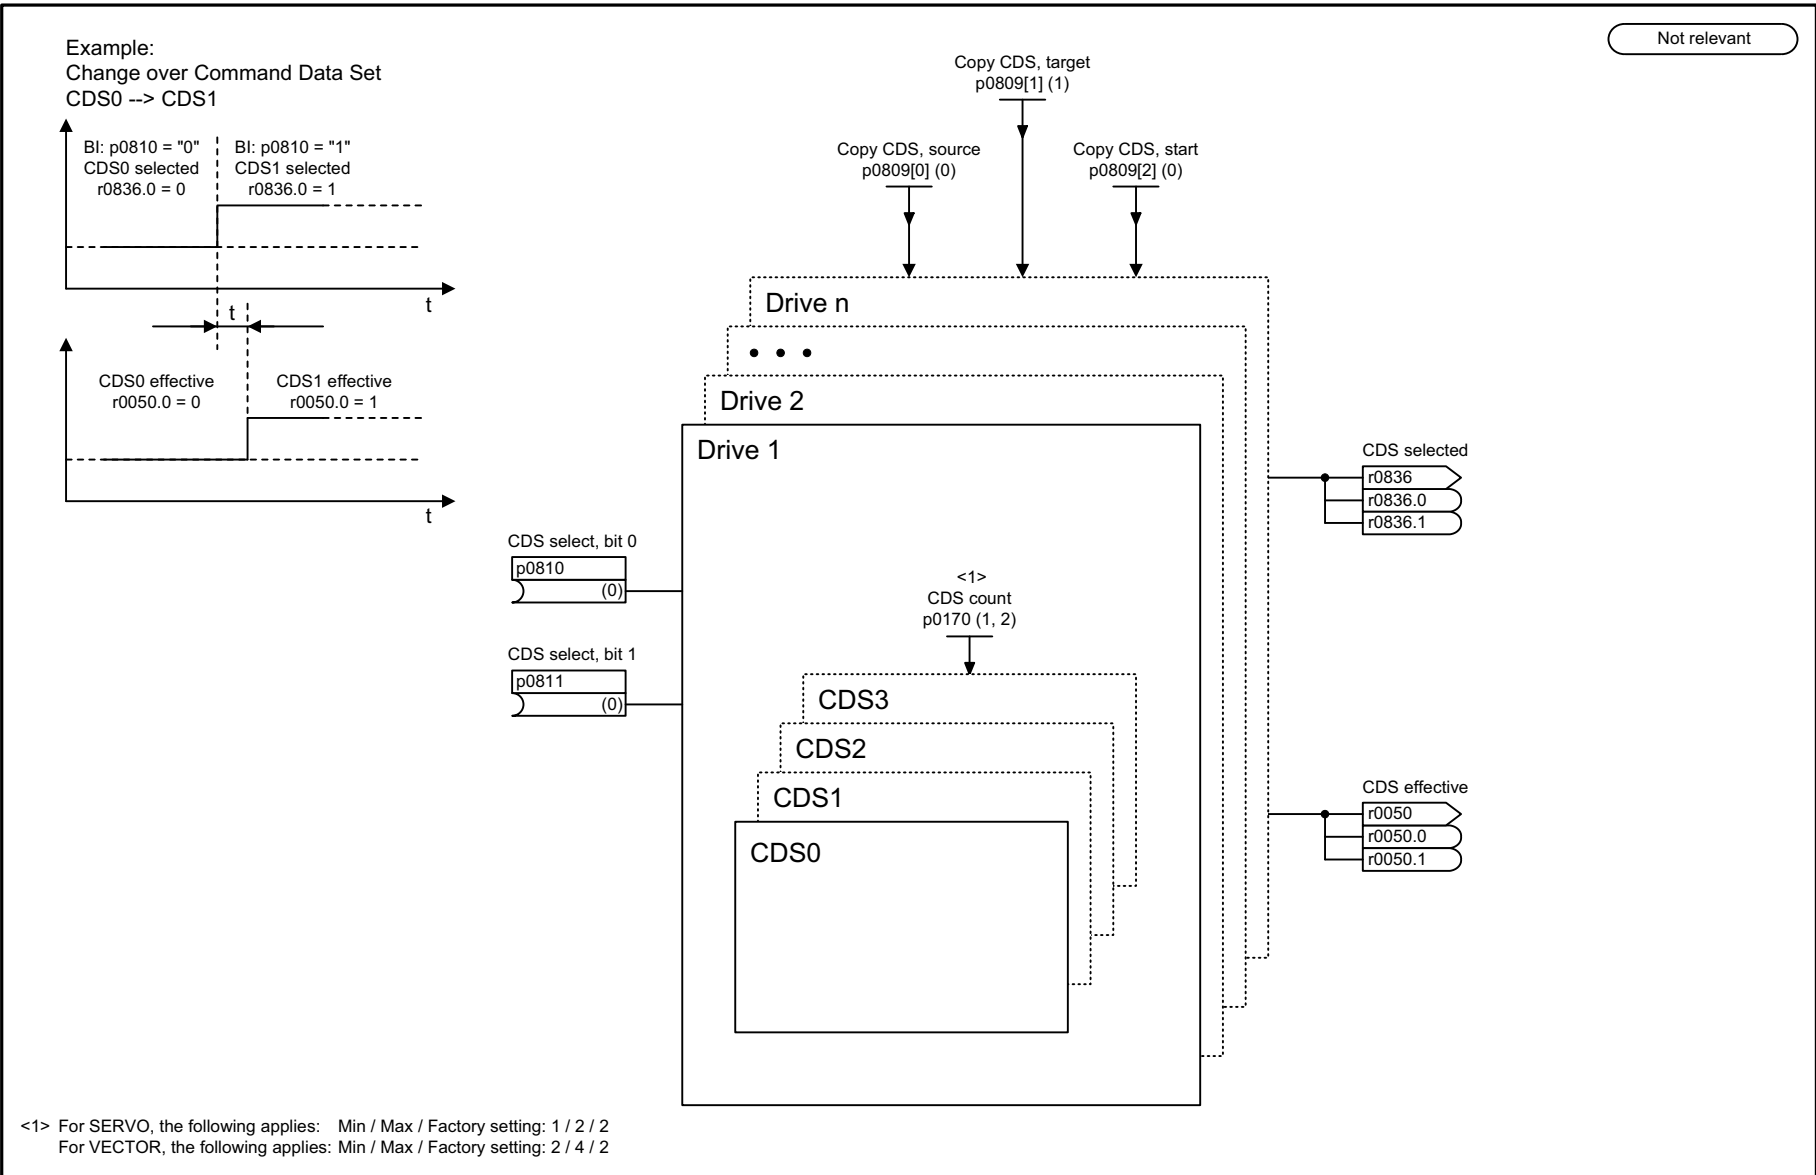 Example:
Change over Command Data Set
CDS0 --> CDS1
Not relevant
BI: p0810 = "0"
CDS0 selected
r0836.0 = 0
BI: p0810 = "1"
CDS1 selected
r0836.0 = 1
t
t
CDS0 effective
r0050.0 = 0
CDS1 effective
r0050.0 = 1
t
Copy CDS, target
p0809[1] (1)
Copy CDS, source
p0809[0] (0)
Copy CDS, start
p0809[2] (0)
Drive n
• • •
Drive 2
Drive 1
CDS select, bit 0
p0810
(0)
CDS select, bit 1
p0811
(0)
<1>
CDS count
p0170 (1, 2)
CDS3
CDS2
CDS1
CDS0
CDS selected
r0836
r0836.0
r0836.1
CDS effective
r0050
r0050.0
r0050.1
<1> For SERVO, the following applies: Min / Max / Factory setting: 1 / 2 / 2
For VECTOR, the following applies: Min / Max / Factory setting: 2 / 4 / 2